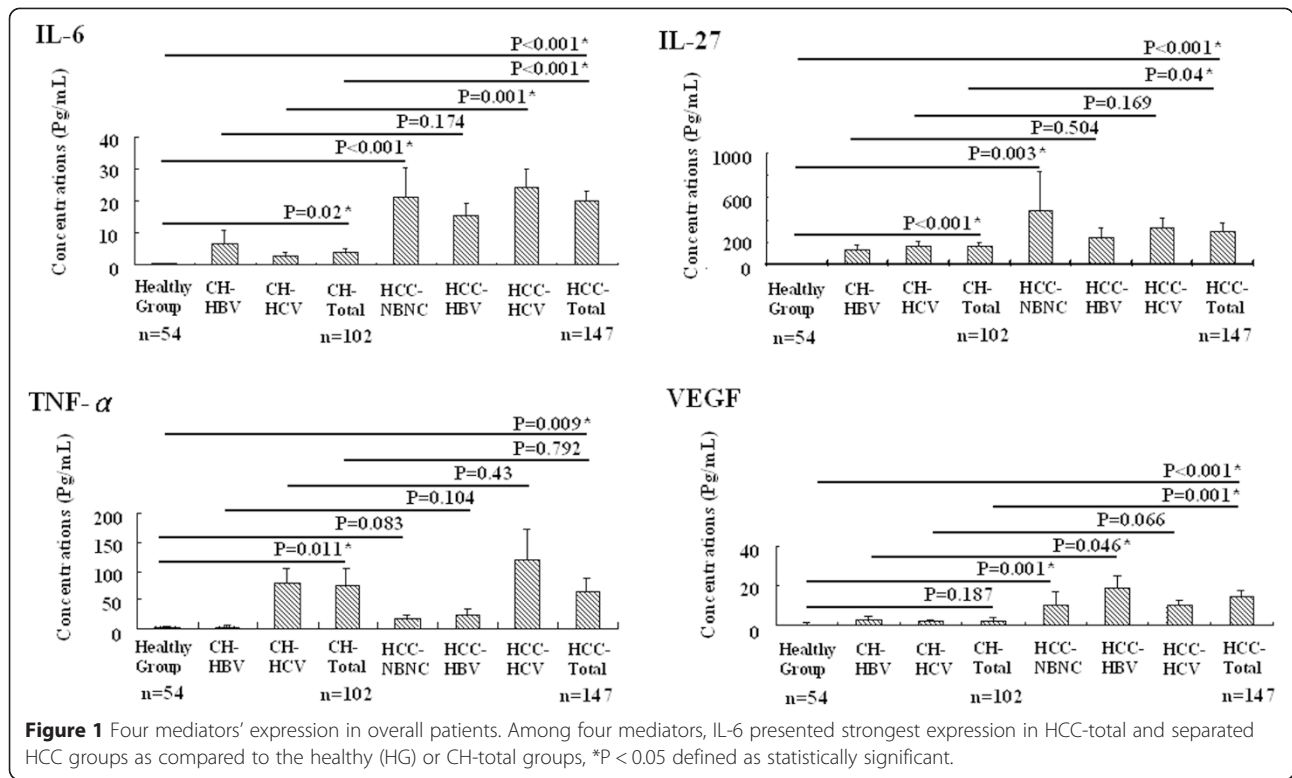 IL-6
P<0.001*
P<0.001*
P=0.001*
P=0.174
P<0.001*
P=0.02*
Concentrations (Pg/mL)
40
30
20
10
0
Healthy Group
CH-HBV
CH-HCV
CH-Total
HCC-NBNC
HCC-HBV
HCC-HCV
HCC-Total
n=54
n=102
n=147
IL-27
P<0.001*
P=0.04*
P=0.169
P=0.504
P=0.003*
P<0.001*
Concentrations (Pg/mL)
1000
600
200
0
Healthy Group
CH-HBV
CH-HCV
CH-Total
HCC-NBNC
HCC-HBV
HCC-HCV
HCC-Total
n=54
n=102
n=147
TNF- α
P=0.009*
P=0.792
P=0.43
P=0.104
P=0.083
P=0.011*
Concentrations (Pg/mL)
200
150
100
50
0
Healthy Group
CH-HBV
CH-HCV
CH-Total
HCC-NBNC
HCC-HBV
HCC-HCV
HCC-Total
n=54
n=102
n=147
VEGF
P<0.001*
P=0.001*
P=0.066
P=0.046*
P=0.001*
P=0.187
Concentrations (Pg/mL)
40
20
0
Healthy Group
CH-HBV
CH-HCV
CH-Total
HCC-NBNC
HCC-HBV
HCC-HCV
HCC-Total
n=54
n=102
n=147
Figure 1 Four mediators' expression in overall patients. Among four mediators, IL-6 presented strongest expression in HCC-total and separated
HCC groups as compared to the healthy (HG) or CH-total groups, *P < 0.05 defined as statistically significant.